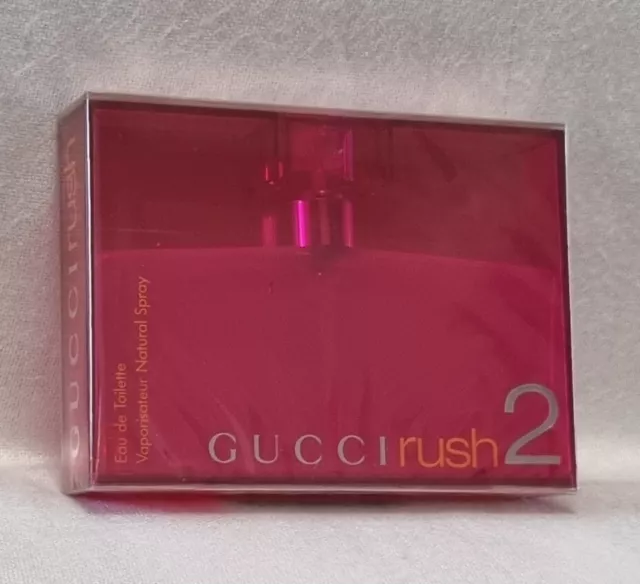 GUCCI rush
Eau de Toilette
Vaporisateur Natural Spray
GUCCI rush 2